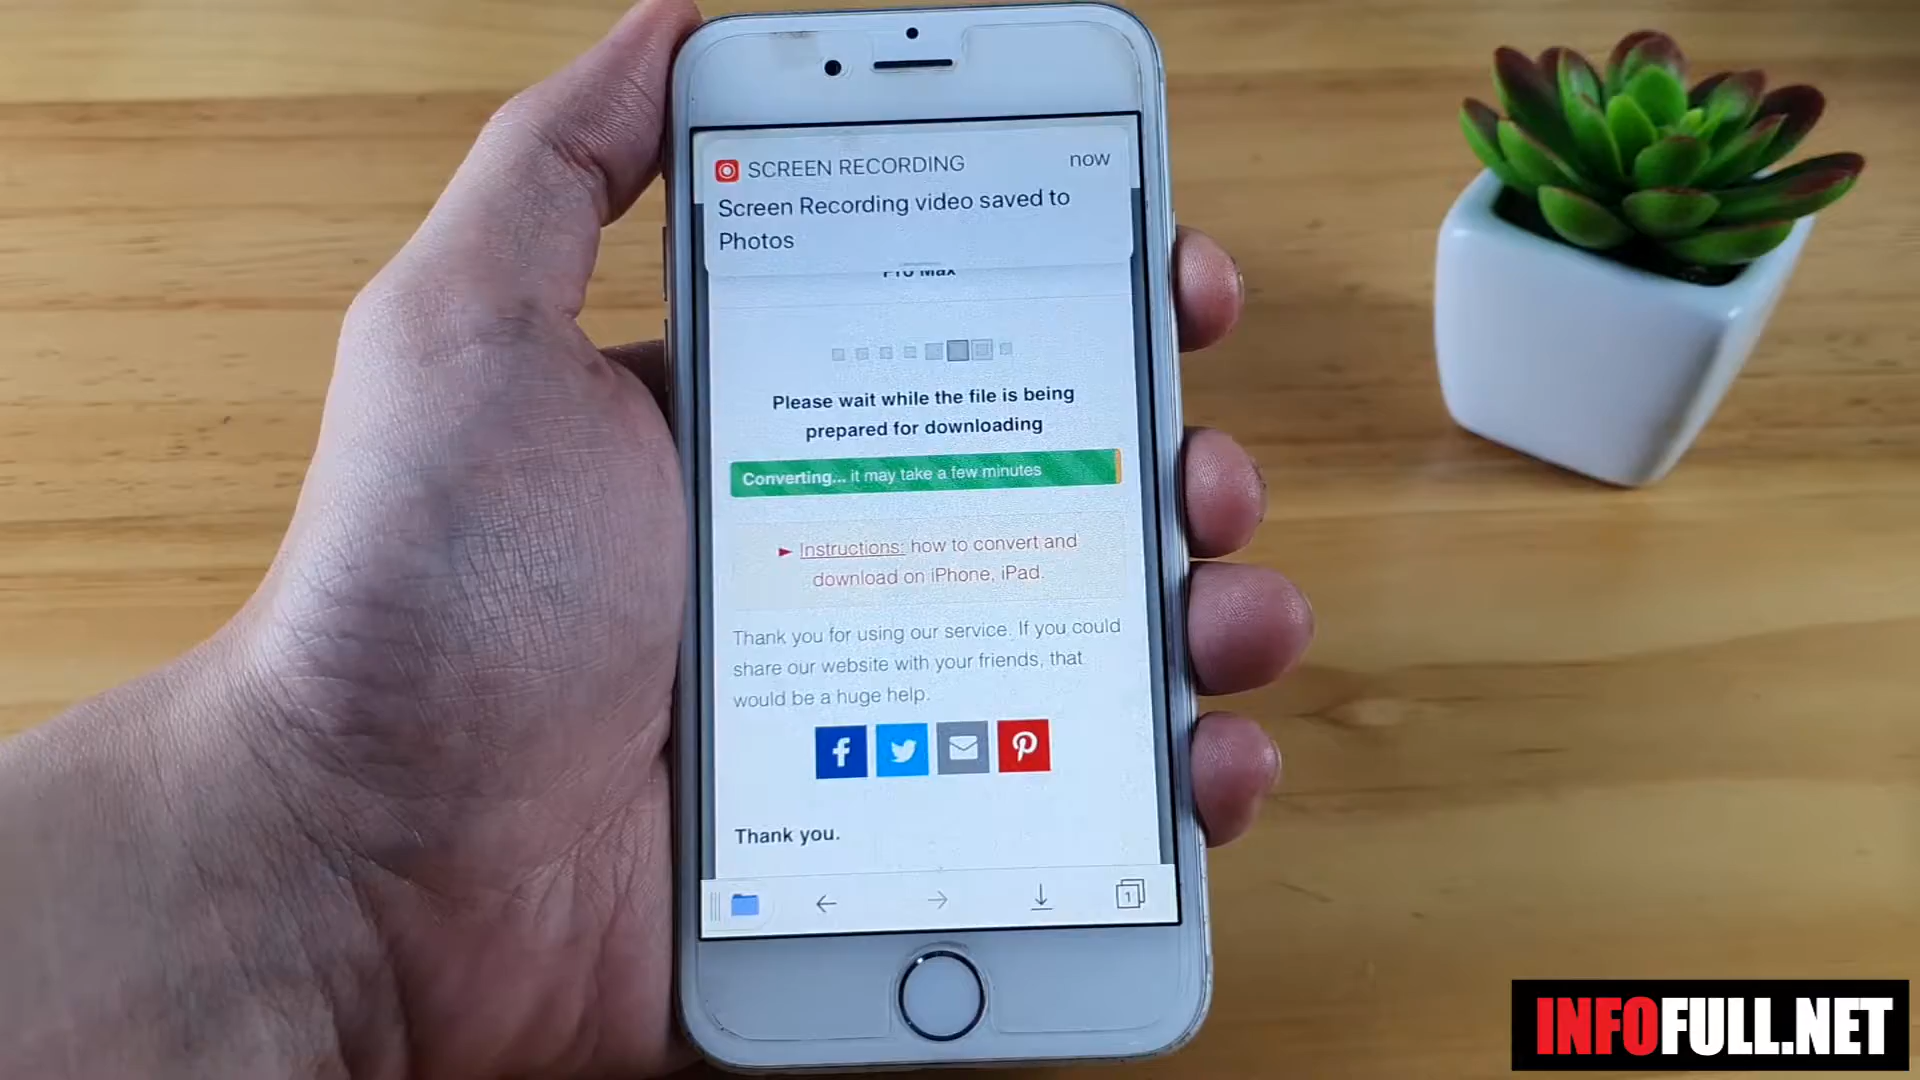 SCREEN RECORDING
now
Screen Recording video saved to
Photos
Pro Max
Please wait while the file is being
prepared for downloading
Converting... it may take a few minutes
► Instructions: how to convert and
download on iPhone, iPad.
Thank you for using our service. If you could
share our website with your friends, that
would be a huge help.
Thank you.
1
INFOFULL.NET